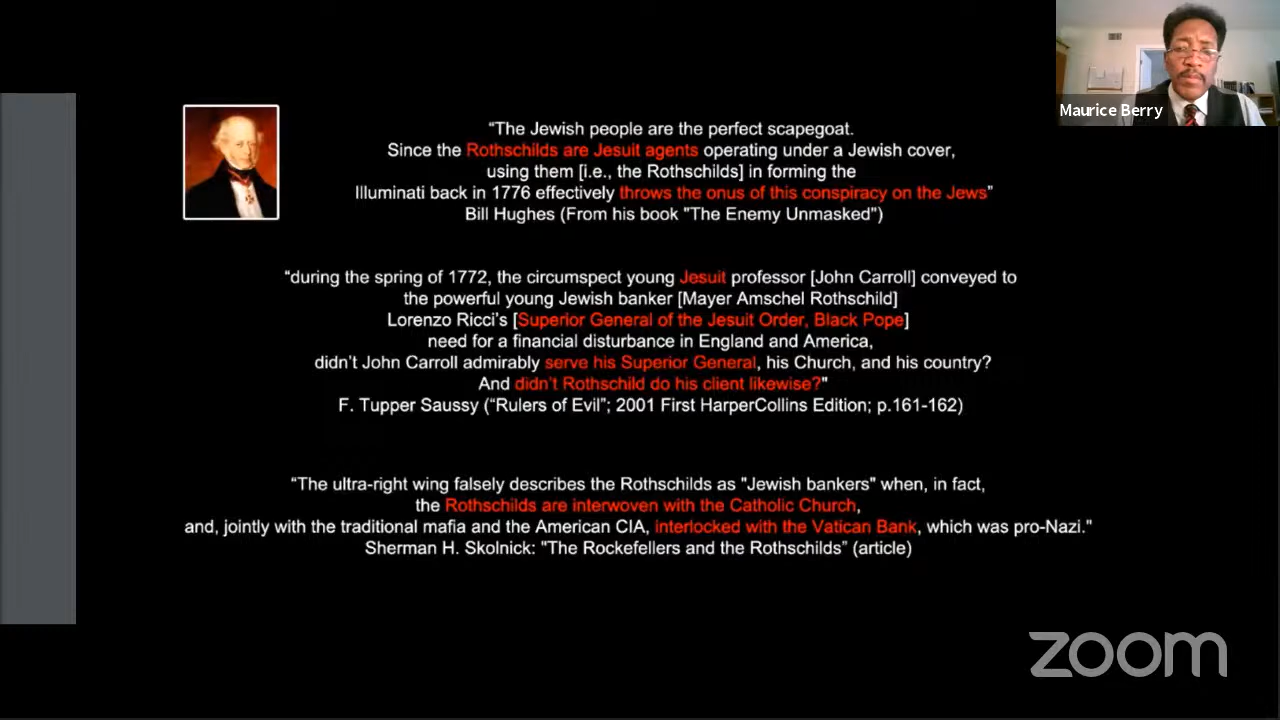 Maurice Berry
“The Jewish people are the perfect scapegoat.
Since the Rothschilds are Jesuit agents operating under a Jewish cover,
using them [i.e., the Rothschilds] in forming the
Illuminati back in 1776 effectively throws the onus of this conspiracy on the Jews”
Bill Hughes (From his book "The Enemy Unmasked")
“during the spring of 1772, the circumspect young Jesuit professor [John Carroll] conveyed to
the powerful young Jewish banker [Mayer Amschel Rothschild]
Lorenzo Ricci’s [Superior General of the Jesuit Order, Black Pope]
need for a financial disturbance in England and America,
didn’t John Carroll admirably serve his Superior General, his Church, and his country?
And didn’t Rothschild do his client likewise?"
F. Tupper Saussy (“Rulers of Evil”; 2001 First HarperCollins Edition; p.161-162)
“The ultra-right wing falsely describes the Rothschilds as "Jewish bankers" when, in fact,
the Rothschilds are interwoven with the Catholic Church,
and, jointly with the traditional mafia and the American CIA, interlocked with the Vatican Bank, which was pro-Nazi."
Sherman H. Skolnick: "The Rockefellers and the Rothschilds” (article)
zoom